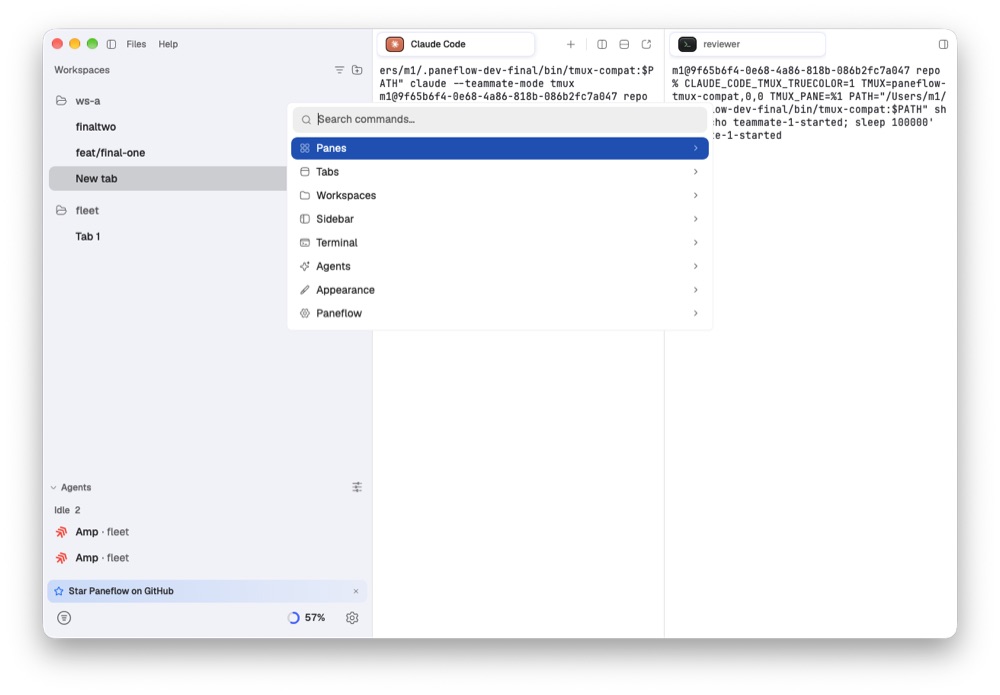 Files Help
Workspaces
ws-a
finaltwo
feat/final-one
New tab
fleet
Tab 1
Agents
Idle 2
Amp · fleet
Amp · fleet
Star Paneflow on GitHub
57%
Claude Code
ers/m1/.paneflow-dev-final/bin/tmux-compat:$P
ATH" claude --teammate-mode tmux
m1@9f65b6f4-0e68-4a86-818b-086b2fc7a047 repo
Search commands...
Panes
Tabs
Workspaces
Sidebar
Terminal
Agents
Appearance
Paneflow
reviewer
m1@9f65b6f4-0e68-4a86-818b-086b2fc7a047 repo
% CLAUDE_CODE_TMUX_TRUECOLOR=1 TMUX=paneflow-
tmux-compat,0,0 TMUX_PANE=%1 PATH="/Users/m1/
low-dev-final/bin/tmux-compat:$PATH" sh
ho teammate-1-started; sleep 100000'
e-1-started